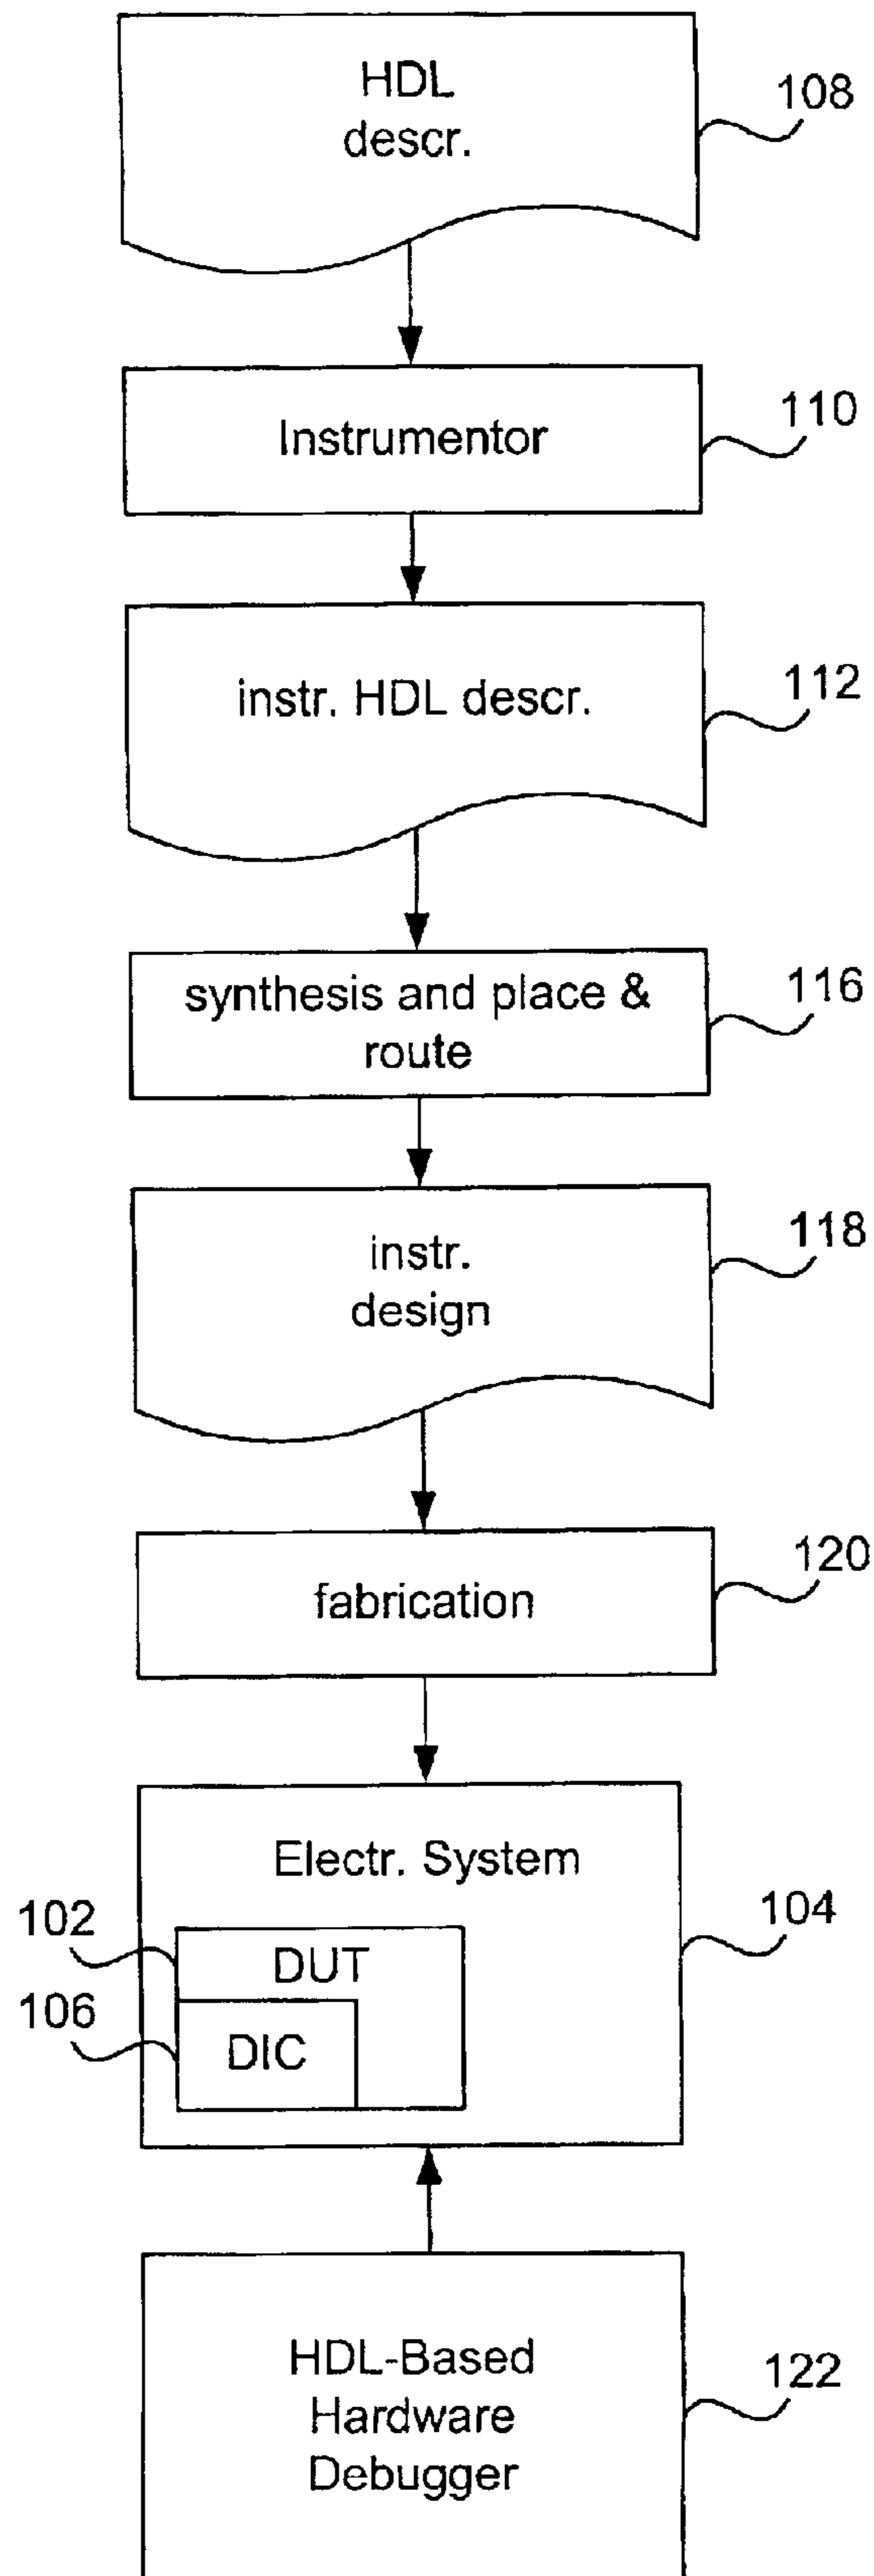 HDL
descr.
108
Instrumentor
110
instr. HDL descr.
112
synthesis and place &
route
116
instr.
design
118
fabrication
120
Electr. System
102
DUT
104
106
DIC
HDL-Based
Hardware
Debugger
122